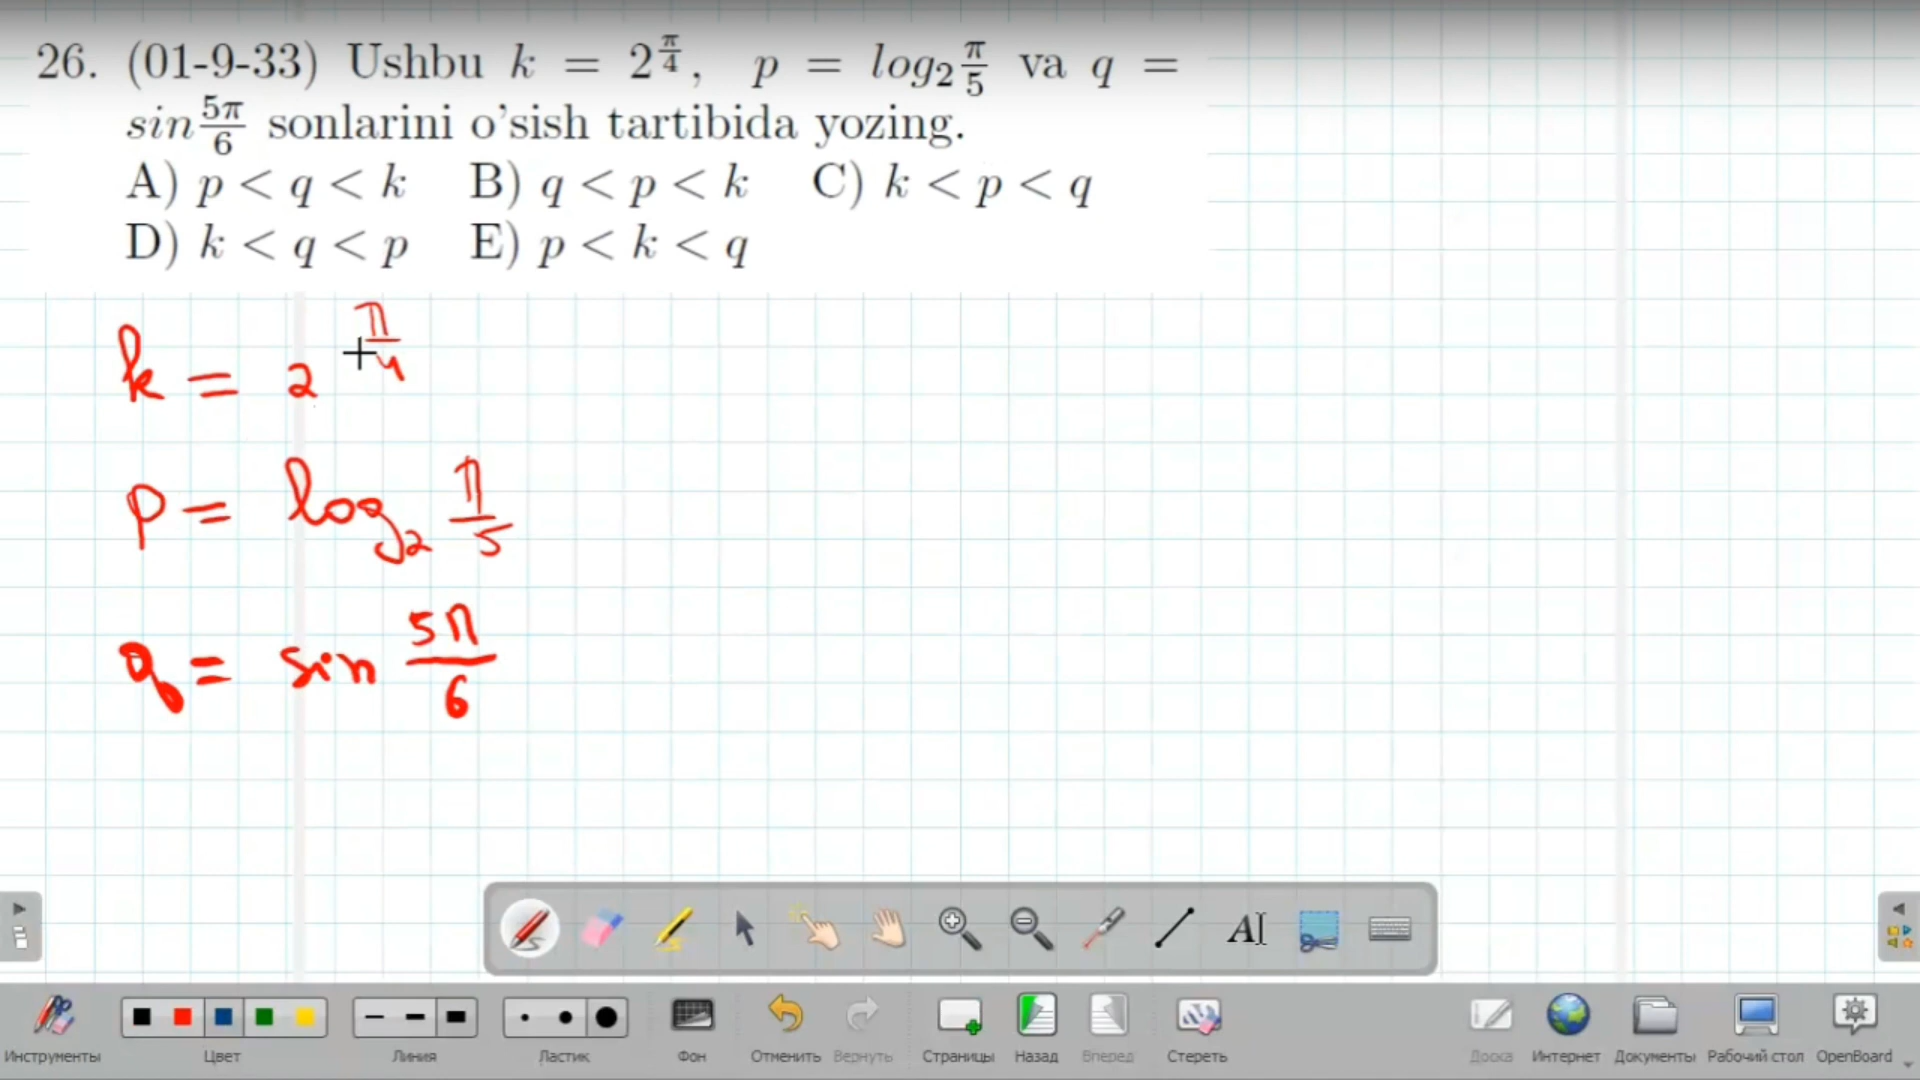 26. (01-9-33) Ushbu k = 2^{π/4}, p = log₂ π/5 va q =
sin 5π/6 sonlarini o'sish tartibida yozing.
A) p < q < k B) q < p < k C) k < p < q
D) k < q < p E) p < k < q
k = 2^{π/4}
p = log₂ π/5
q = sin 5π/6
Инструменты Цвет Линия Ластик Фон Отменить Вернуть Страницы Назад Вперед Стереть Доска Интернет Документы Рабочий стол OpenBoard